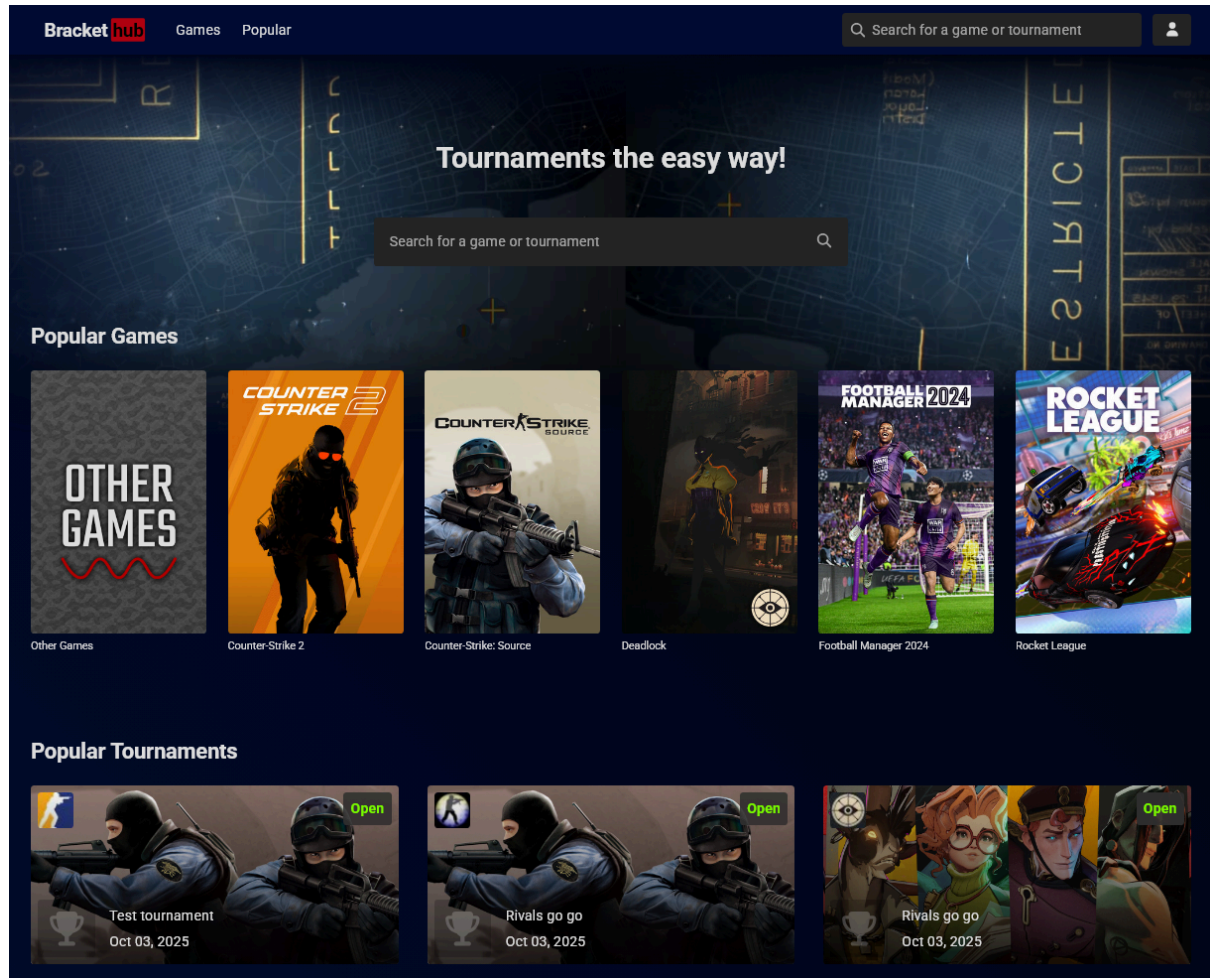 Bracket hub Games Popular Search for a game or tournament
Tournaments the easy way!
Search for a game or tournament
ESTRICTED
Popular Games
OTHER
GAMES
COUNTER
STRIKE 2
COUNTER STRIKE
SOURCE
FOOTBALL
MANAGER 2024
ROCKET
LEAGUE
Other Games
Counter-Strike 2
Counter-Strike: Source
Deadlock
Football Manager 2024
Rocket League
Popular Tournaments
Open
Open
Open
Test tournament
Oct 03, 2025
Rivals go go
Oct 03, 2025
Rivals go go
Oct 03, 2025